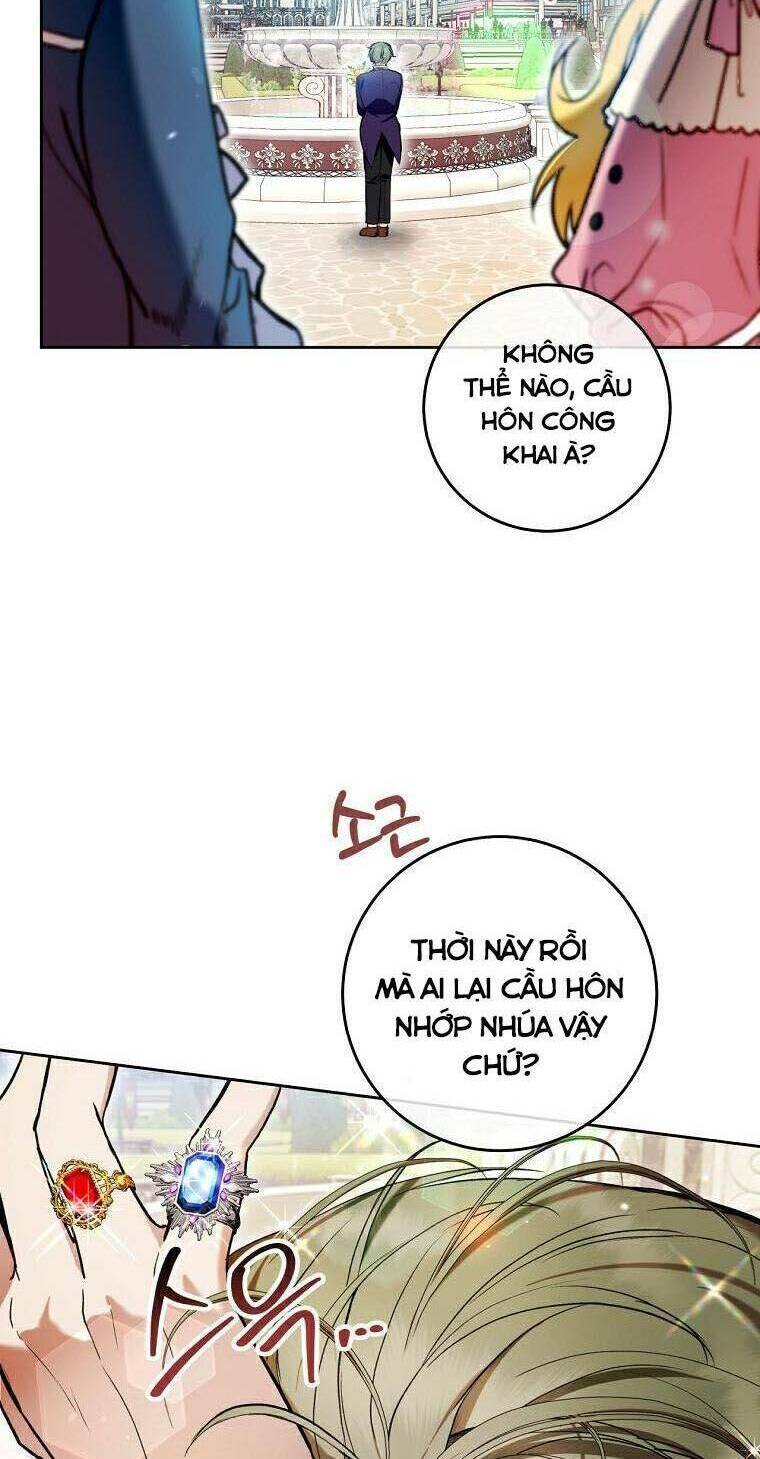 KHÔNG
THỂ NÀO, CẦU
HÔN CÔNG
KHAI À?
소근
THỜI NÀY RỒI
MÀ AI LẠI CẦU HÔN
NHỚP NHÚA VẬY
CHỨ?
스윽...